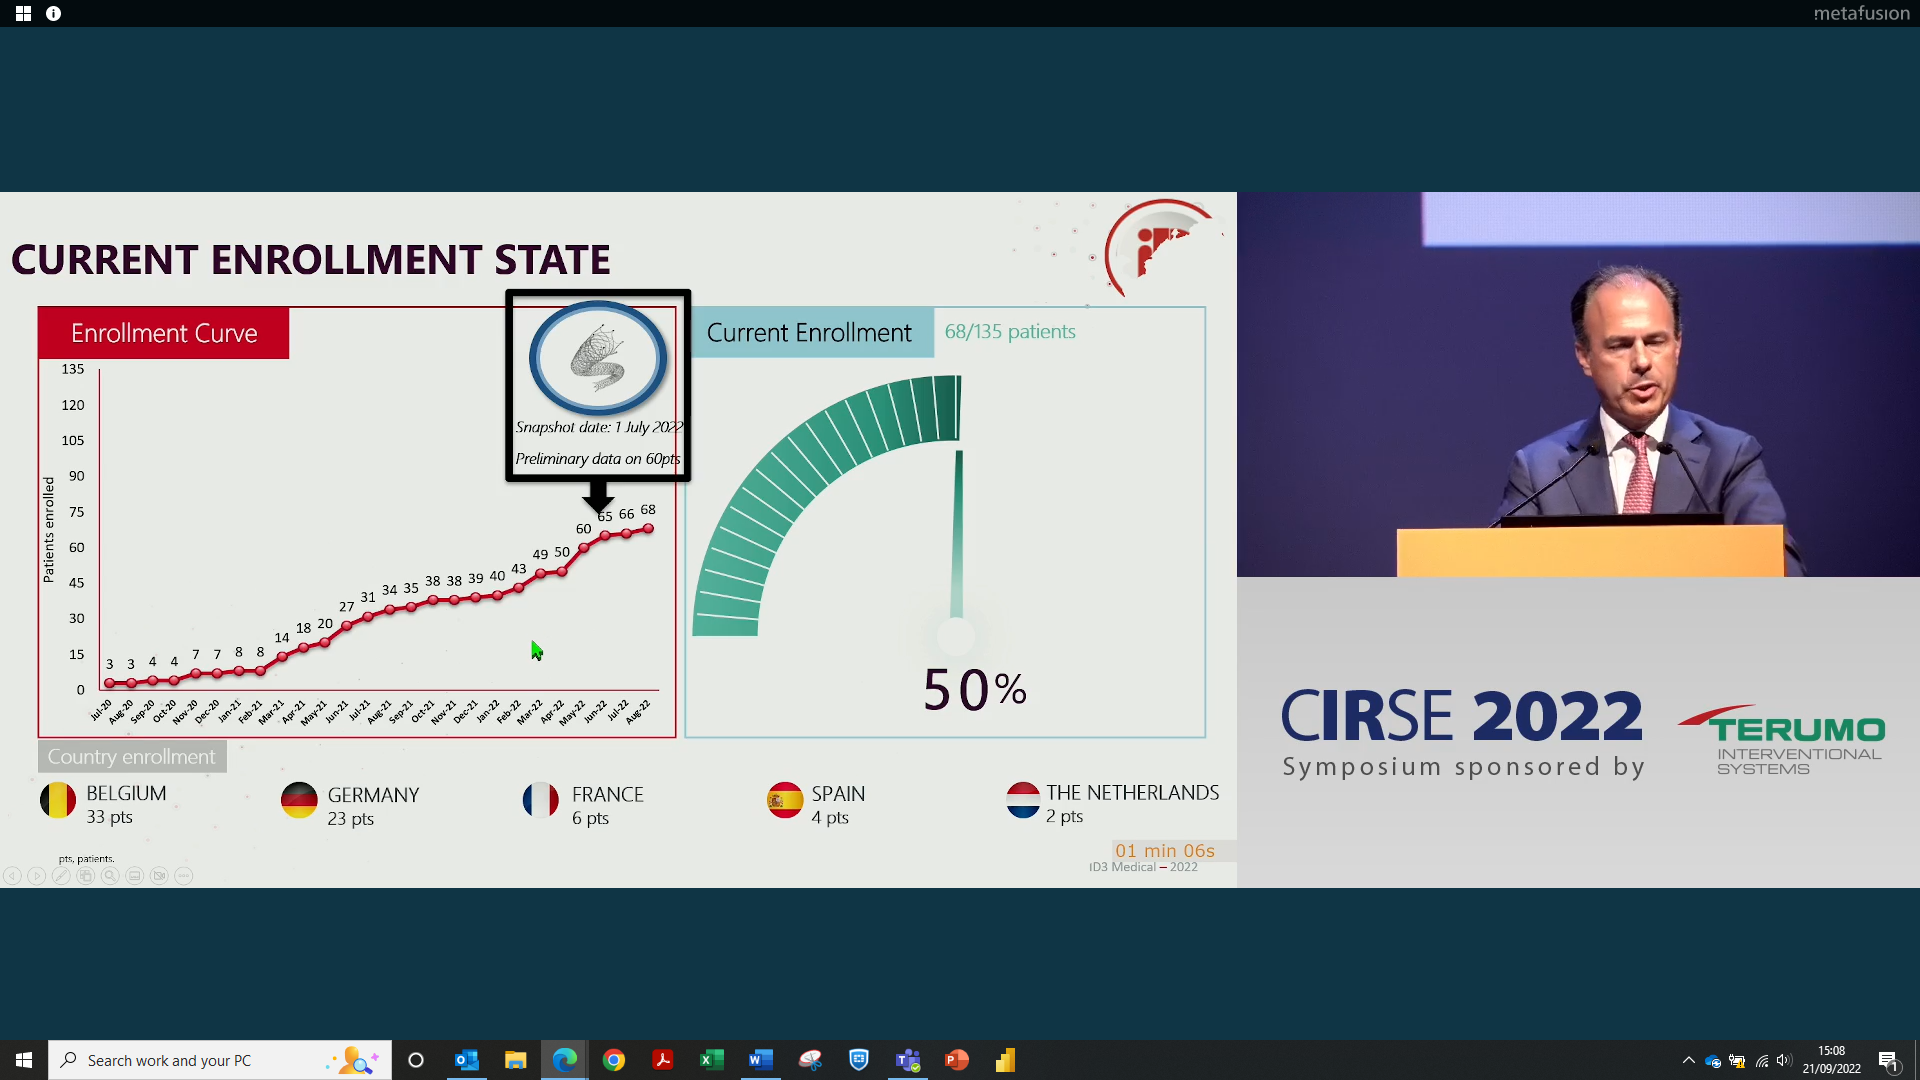 metafusion
CURRENT ENROLLMENT STATE
Enrollment Curve
Snapshot date: 1 July 2022
Preliminary data on 60pts
Current Enrollment
68/135 patients
Patients enrolled
135
120
105
90
75
60
45
30
15
0
3 3 4 4 7 7 8 8 14 18 20 27 31 34 35 38 38 39 40 43 49 50 60 65 66 68
Jul-20 Aug-20 Sep-20 Oct-20 Nov-20 Dec-20 Jan-21 Feb-21 Mar-21 Apr-21 May-21 Jun-21 Jul-21 Aug-21 Sep-21 Oct-21 Nov-21 Dec-21 Jan-22 Feb-22 Mar-22 Apr-22 May-22 Jun-22 Jul-22 Aug-22
50%
Country enrollment
BELGIUM
33 pts
GERMANY
23 pts
FRANCE
6 pts
SPAIN
4 pts
THE NETHERLANDS
2 pts
pts, patients.
01 min 06s
iD3 Medical – 2022
CIRSE 2022
Symposium sponsored by
TERUMO
INTERVENTIONAL
SYSTEMS
Search work and your PC
15:08
21/09/2022
1